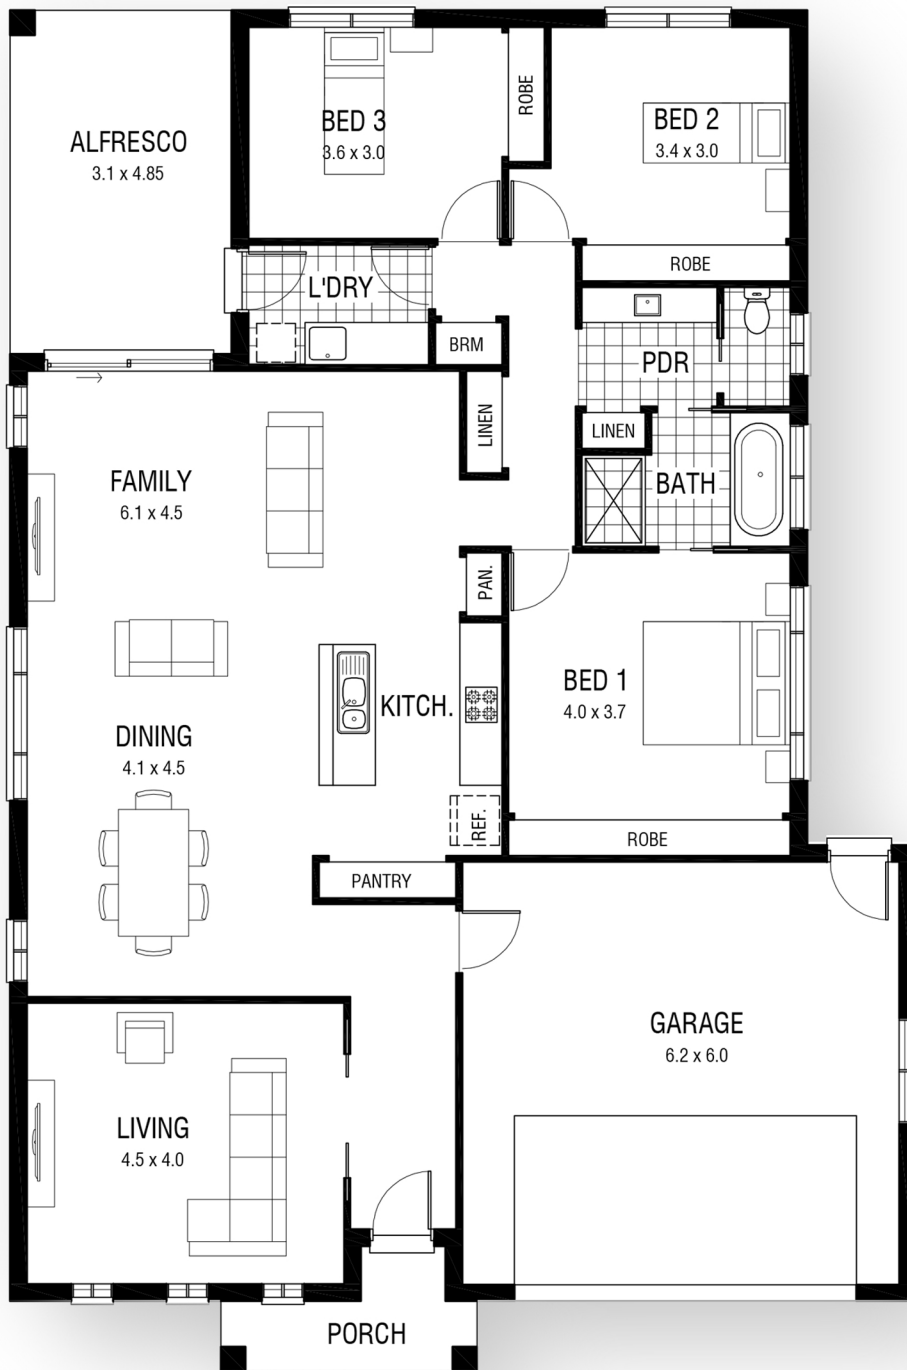 ALFRESCO
3.1 x 4.85
BED 3
3.6 x 3.0
ROBE
BED 2
3.4 x 3.0
ROBE
L'DRY
BRM
PDR
LINEN
LINEN
BATH
FAMILY
6.1 x 4.5
PAN.
KITCH.
BED 1
4.0 x 3.7
DINING
4.1 x 4.5
REF.
ROBE
PANTRY
GARAGE
6.2 x 6.0
LIVING
4.5 x 4.0
PORCH